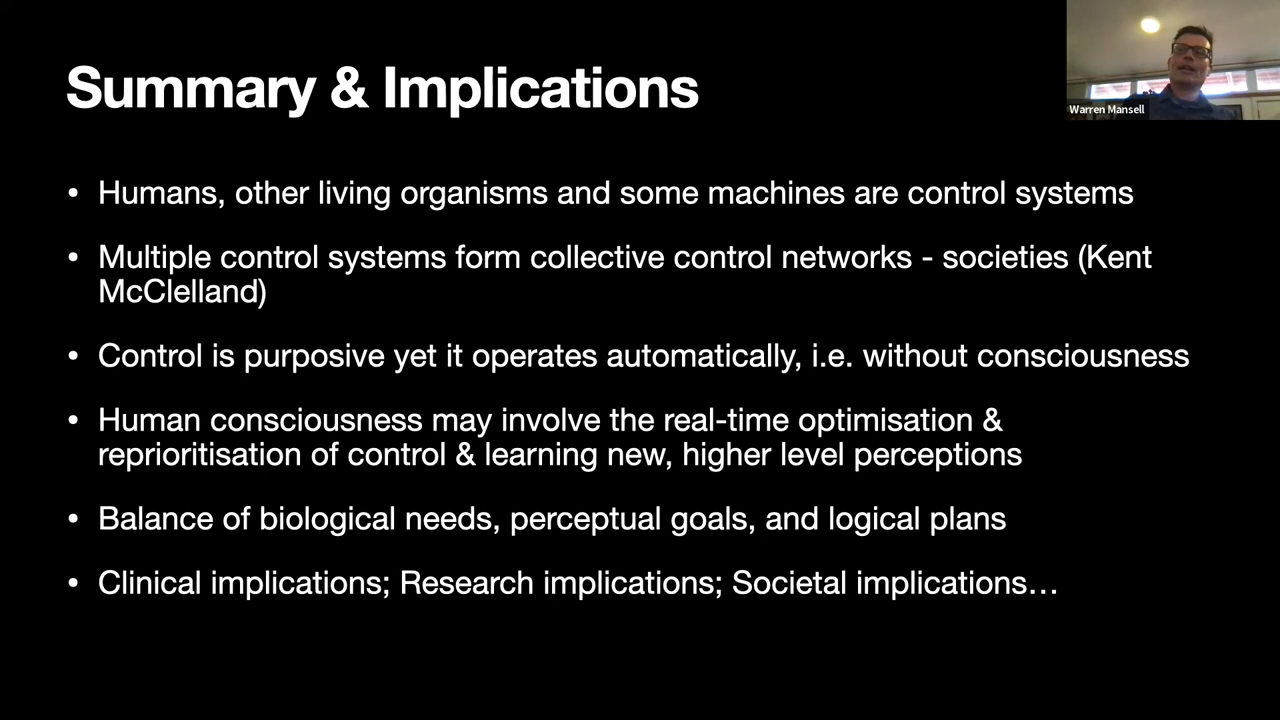 Summary & Implications
Warren Mansell
• Humans, other living organisms and some machines are control systems
• Multiple control systems form collective control networks - societies (Kent
McClelland)
• Control is purposive yet it operates automatically, i.e. without consciousness
• Human consciousness may involve the real-time optimisation &
reprioritisation of control & learning new, higher level perceptions
• Balance of biological needs, perceptual goals, and logical plans
• Clinical implications; Research implications; Societal implications…